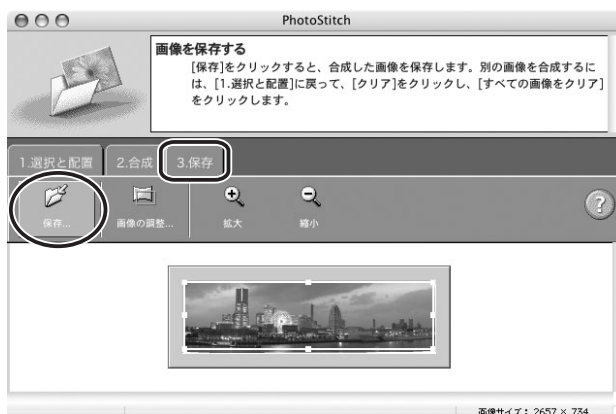 PhotoStitch
画像を保存する
[保存]をクリックすると、合成した画像を保存します。別の画像を合成するに
は、[1.選択と配置]に戻って、[クリア]をクリックし、[すべての画像をクリア]
をクリックします。
1.選択と配置 2.合成 3.保存
保存... 画像の調整... 拡大 縮小 ?
画像サイズ: 2657 × 734